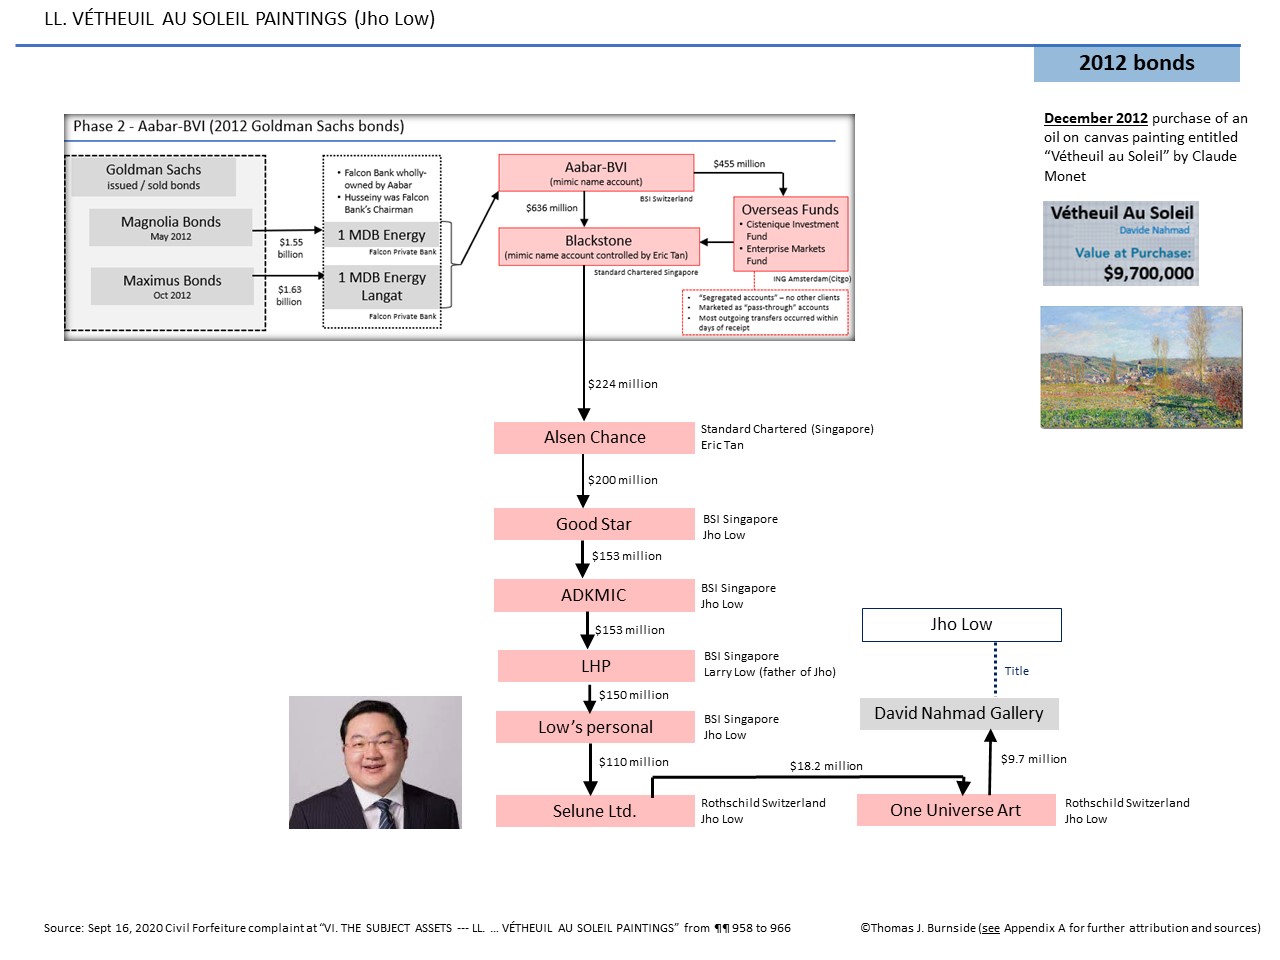 LL. VÉTHEUIL AU SOLEIL PAINTINGS (Jho Low)
2012 bonds
December 2012 purchase of an
oil on canvas painting entitled
“Vétheuil au Soleil” by Claude
Monet
Vétheuil Au Soleil
Davide Nahmad
Value at Purchase:
$9,700,000
Phase 2 - Aabar-BVI (2012 Goldman Sachs bonds)
Goldman Sachs
issued / sold bonds
Magnolia Bonds
May 2012
Maximus Bonds
Oct 2012
$1.55
billion
$1.63
billion
• Falcon Bank wholly-
owned by Aabar
• Husseiny was Falcon
Bank’s Chairman
1 MDB Energy
Falcon Private Bank
1 MDB Energy
Langat
Falcon Private Bank
Aabar-BVI
(mimic name account)
BSI Switzerland
$455 million
$636 million
Blackstone
(mimic name account controlled by Eric Tan)
Standard Chartered Singapore
Overseas Funds
• Cistenique Investment
Fund
• Enterprise Markets
Fund
ING Amsterdam(Citgo)
• “Segregated accounts” – no other clients
• Marketed as “pass-through” accounts
• Most outgoing transfers occurred within
days of receipt
$224 million
Alsen Chance
Standard Chartered (Singapore)
Eric Tan
$200 million
Good Star
BSI Singapore
Jho Low
$153 million
ADKMIC
BSI Singapore
Jho Low
$153 million
LHP
BSI Singapore
Larry Low (father of Jho)
$150 million
Low’s personal
BSI Singapore
Jho Low
$110 million
Selune Ltd.
Rothschild Switzerland
Jho Low
$18.2 million
One Universe Art
Rothschild Switzerland
Jho Low
$9.7 million
David Nahmad Gallery
Title
Jho Low
Source: Sept 16, 2020 Civil Forfeiture complaint at “VI. THE SUBJECT ASSETS --- LL. … VÉTHEUIL AU SOLEIL PAINTINGS” from ¶¶ 958 to 966
©Thomas J. Burnside (see Appendix A for further attribution and sources)